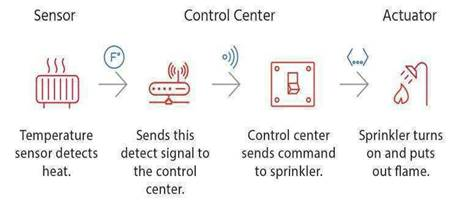 Sensor
Control Center
Actuator
F°
Temperature
sensor detects
heat.
Sends this
detect signal to
the control
center.
Control center
sends command
to sprinkler.
Sprinkler turns
on and puts
out flame.